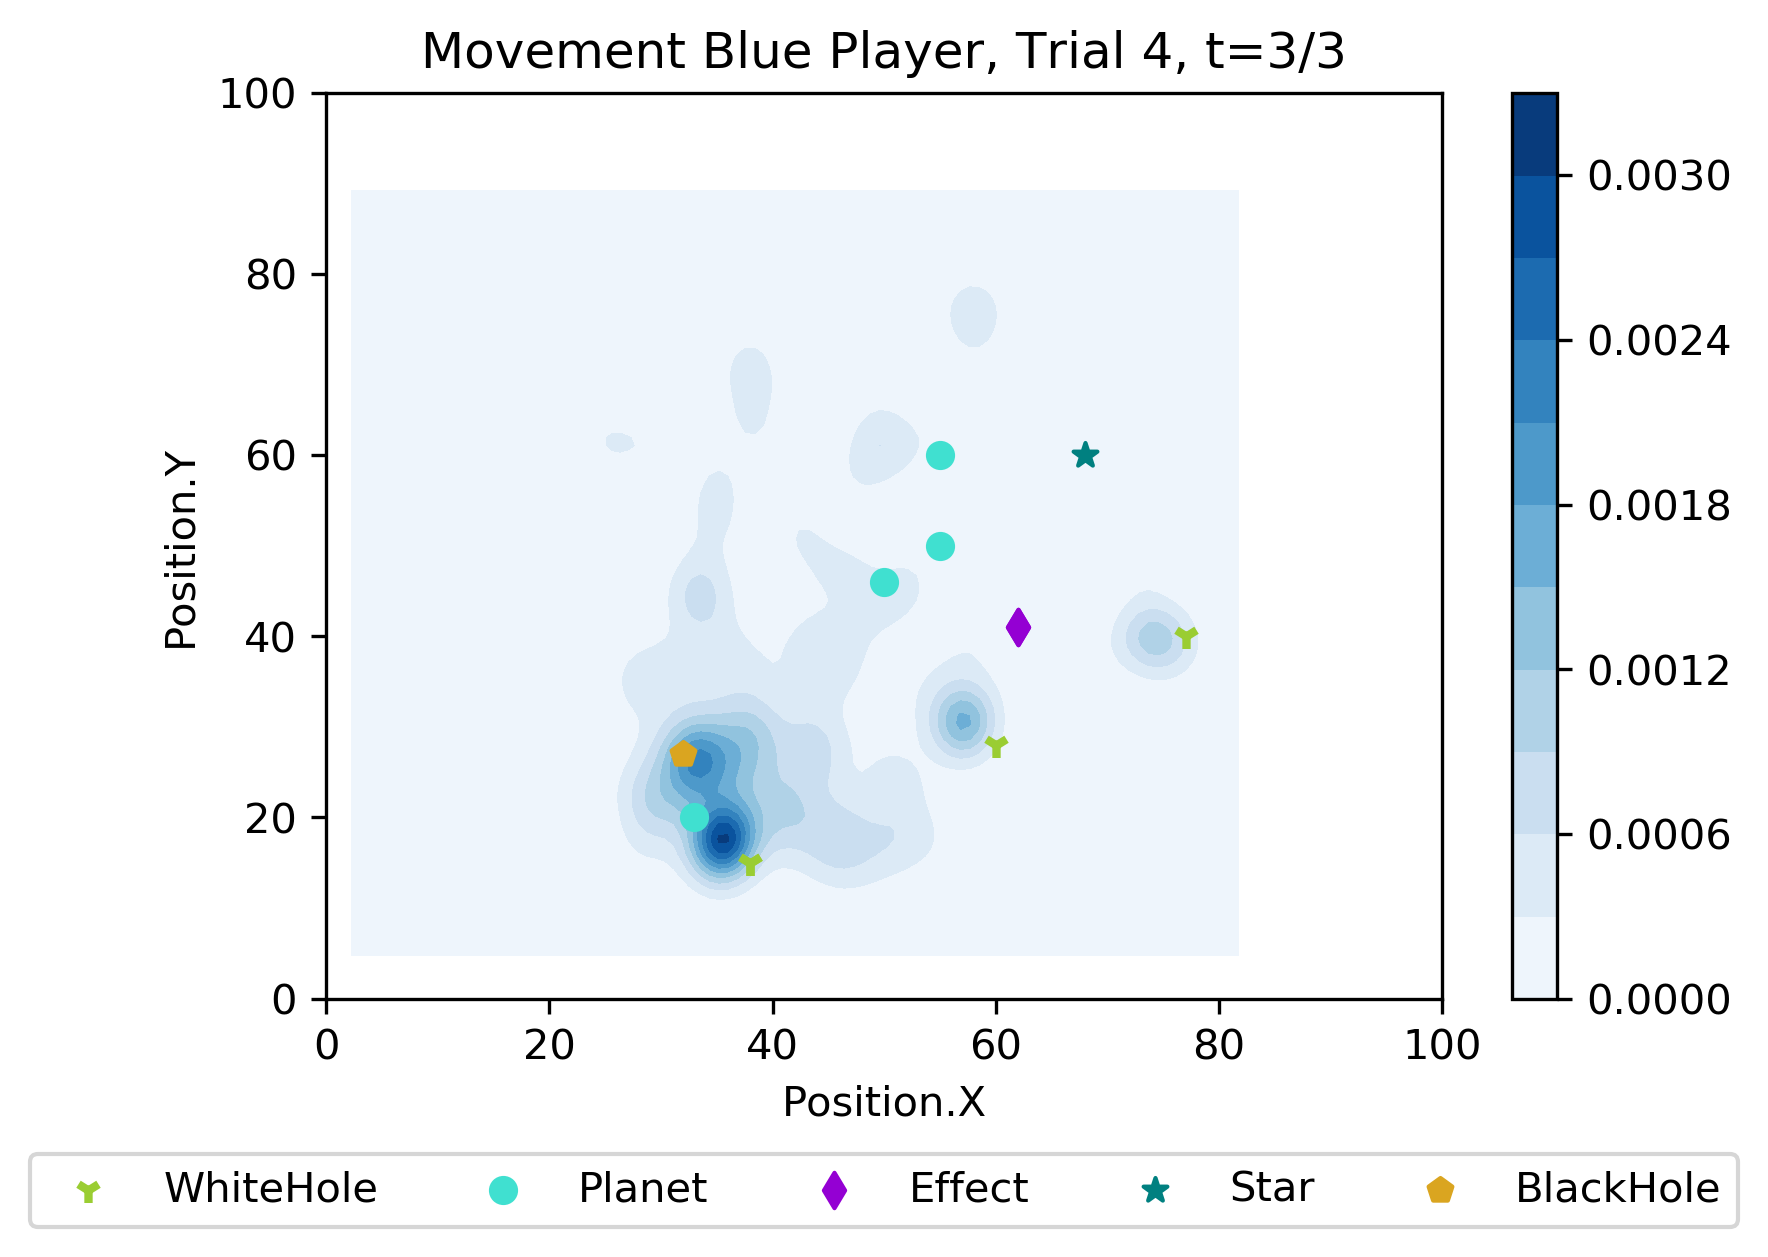 Movement Blue Player, Trial 4, t=3/3
100
80
60
40
20
0
Position.Y
0 20 40 60 80 100
Position.X
0.0030
0.0024
0.0018
0.0012
0.0006
0.0000
WhiteHole Planet Effect Star BlackHole